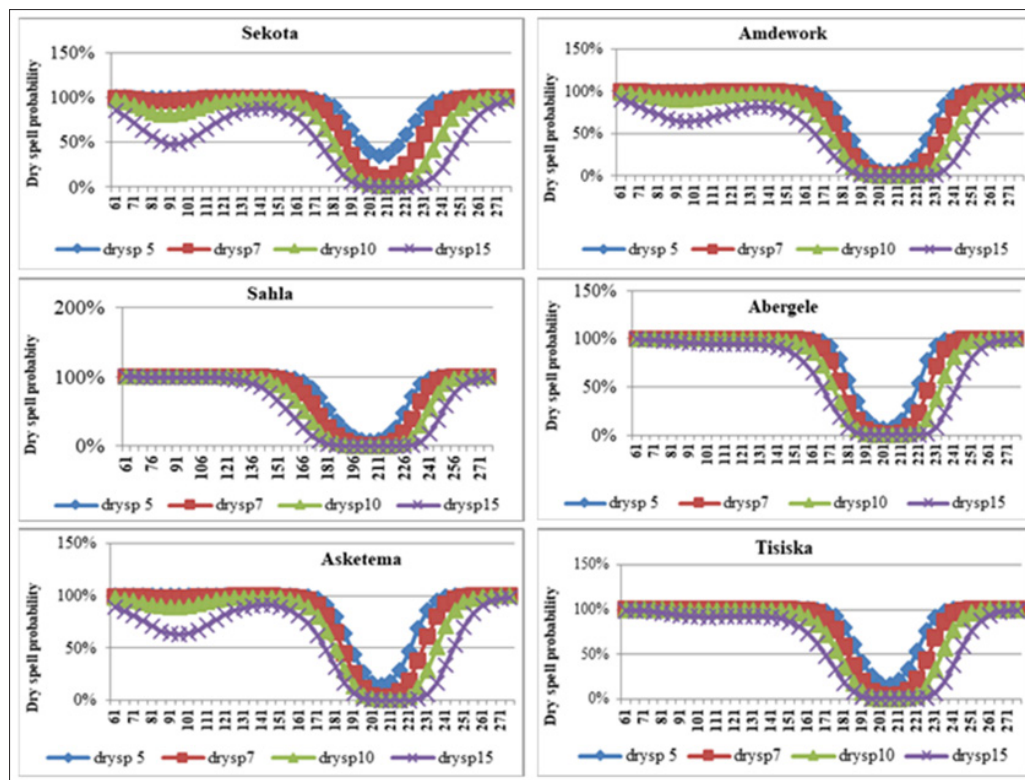 Sekota
Dry spell probability
150%
100%
50%
0%
61 71 81 91 101 111 121 131 141 151 161 171 181 191 201 211 221 231 241 251 261 271
drysp 5 drysp7 drysp10 drysp15
Amdework
Dry spell probability
150%
100%
50%
0%
61 71 81 91 101 111 121 131 141 151 161 171 181 191 201 211 221 231 241 251 261 271
drysp 5 drysp7 drysp10 drysp15
Sahla
Dry spell probabity
200%
100%
0%
61 76 91 106 121 136 151 166 181 196 211 226 241 256 271
drysp 5 drysp7 drysp10 drysp15
Abergele
Dry spell probability
150%
100%
50%
0%
61 71 81 91 101 111 121 131 141 151 161 171 181 191 201 211 221 231 241 251 261 271
drysp 5 drysp7 drysp10 drysp15
Asketema
Dry spell probability
150%
100%
50%
0%
61 71 81 91 101 111 121 131 141 151 161 171 181 191 201 211 221 231 241 251 261 271
drysp 5 drysp7 drysp10 drysp15
Tisiska
Dry spell probability
150%
100%
50%
0%
61 71 81 91 101 111 121 131 141 151 161 171 181 191 201 211 221 231 241 251 261 271
drysp 5 drysp7 drysp10 drysp15